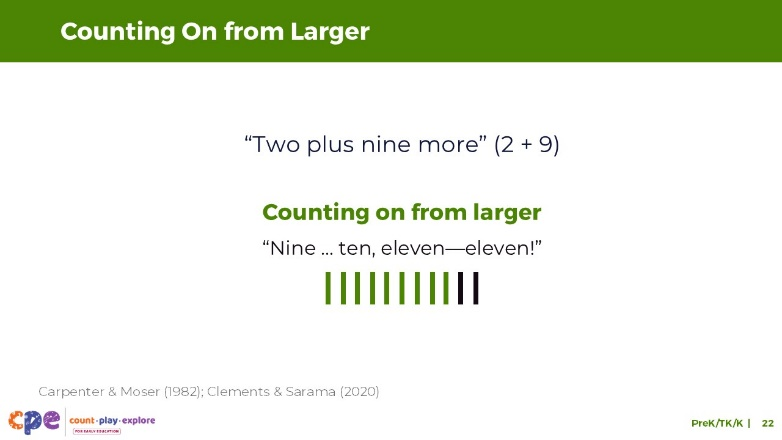 Counting On from Larger
“Two plus nine more” (2 + 9)
Counting on from larger
“Nine ... ten, eleven—eleven!”
Carpenter & Moser (1982); Clements & Sarama (2020)
cpe
count·play·explore
FOR EARLY EDUCATION
PreK/TK/K | 22